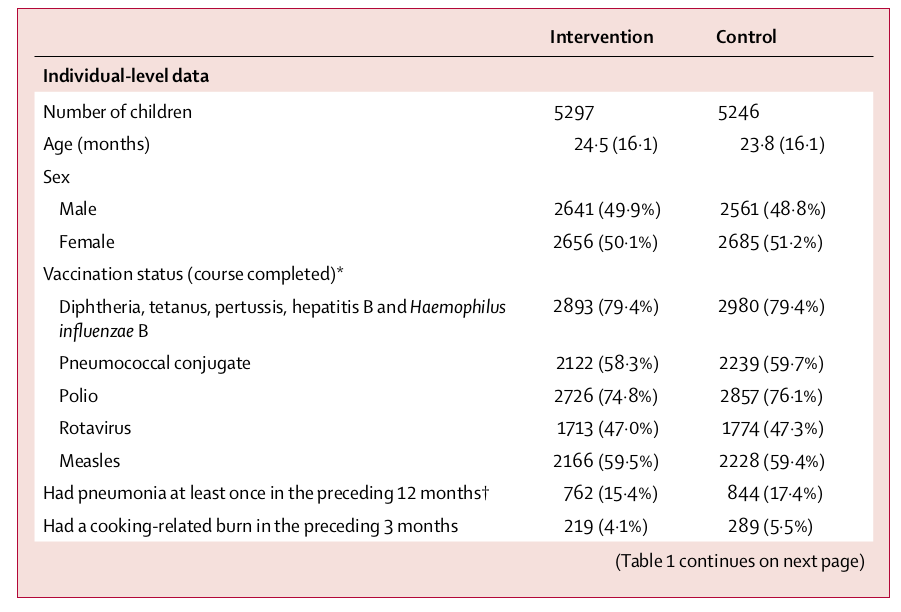 Intervention Control
Individual-level data
Number of children 5297 5246
Age (months) 24·5 (16·1) 23·8 (16·1)
Sex
Male 2641 (49·9%) 2561 (48·8%)
Female 2656 (50·1%) 2685 (51·2%)
Vaccination status (course completed)*
Diphtheria, tetanus, pertussis, hepatitis B and Haemophilus 2893 (79·4%) 2980 (79·4%)
influenzae B
Pneumococcal conjugate 2122 (58·3%) 2239 (59·7%)
Polio 2726 (74·8%) 2857 (76·1%)
Rotavirus 1713 (47·0%) 1774 (47·3%)
Measles 2166 (59·5%) 2228 (59·4%)
Had pneumonia at least once in the preceding 12 months† 762 (15·4%) 844 (17·4%)
Had a cooking-related burn in the preceding 3 months 219 (4·1%) 289 (5·5%)
(Table 1 continues on next page)